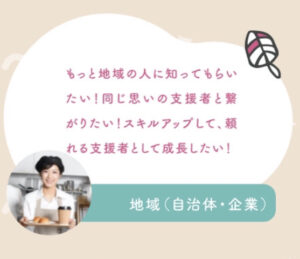 もっと地域の人に知ってもらい
たい！同じ思いの支援者と繋
がりたい！スキルアップして、頼
れる支援者として成長したい！
地域（自治体・企業）